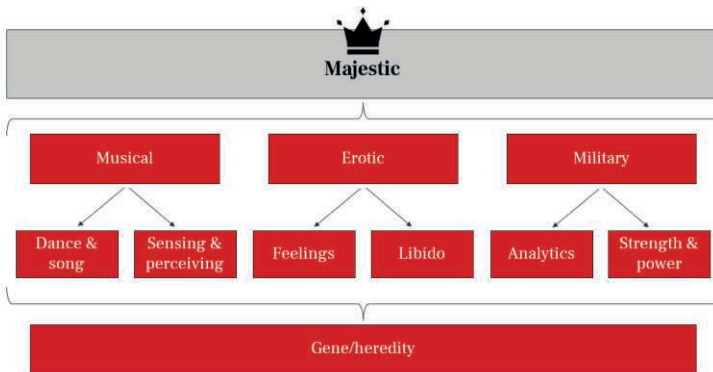 Majestic
Musical
Erotic
Military
Dance &
song
Sensing &
perceiving
Feelings
Libido
Analytics
Strength &
power
Gene/heredity